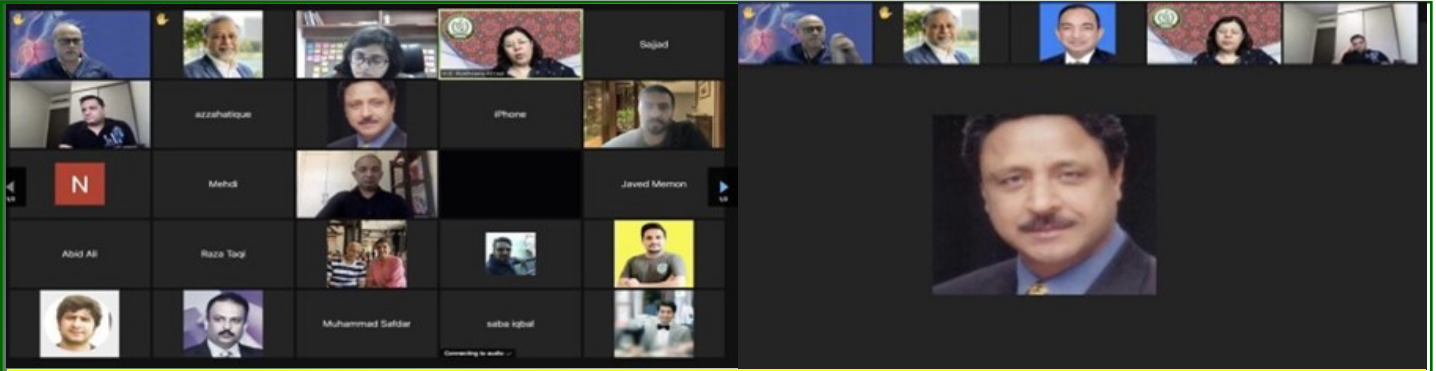 Sajjad
azzahatique
iPhone
N
Mehdi
Javed Memon
Abid Ali
Raza Taqi
Muhammad Safdar
saba iqbal
Connecting to audio